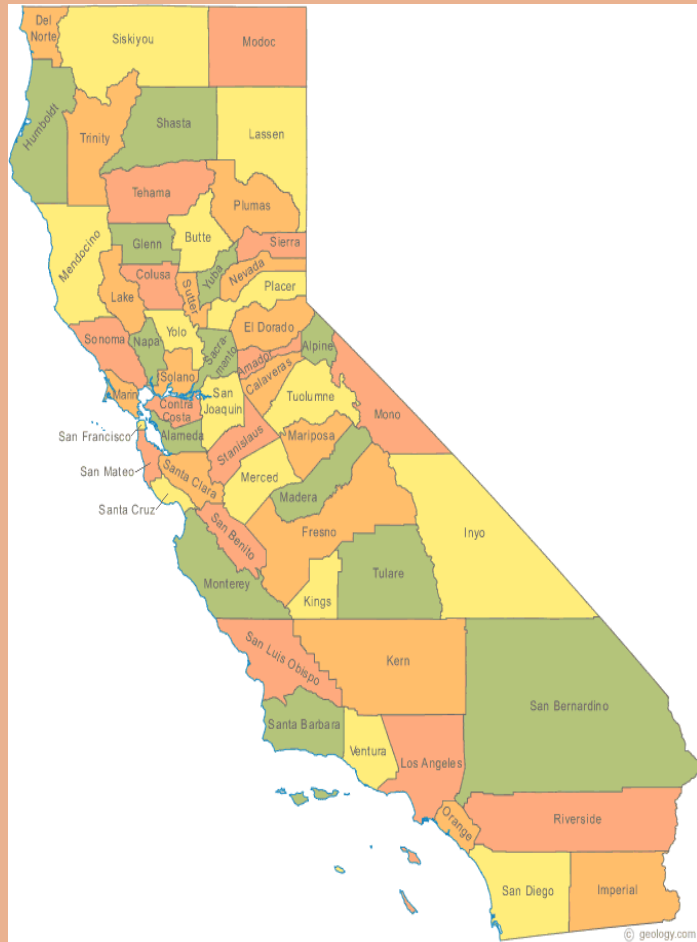 Del
Norte
Siskiyou
Modoc
Humboldt
Trinity
Shasta
Lassen
Tehama
Plumas
Mendocino
Glenn
Butte
Sierra
Yuba
Nevada
Colusa
Lake
Sutter
Placer
Sonoma
Napa
Yolo
El Dorado
Sacra-
mento
Alpine
Amador
Solano
Calaveras
Marin
San
Joaquin
Tuolumne
Mono
Contra
Costa
San Francisco
Alameda
Stanislaus
Mariposa
San Mateo
Santa Clara
Merced
Madera
Santa Cruz
San Benito
Fresno
Inyo
Monterey
Tulare
Kings
San Luis Obispo
Kern
San Bernardino
Santa Barbara
Ventura
Los Angeles
Orange
Riverside
San Diego
Imperial
© geology.com